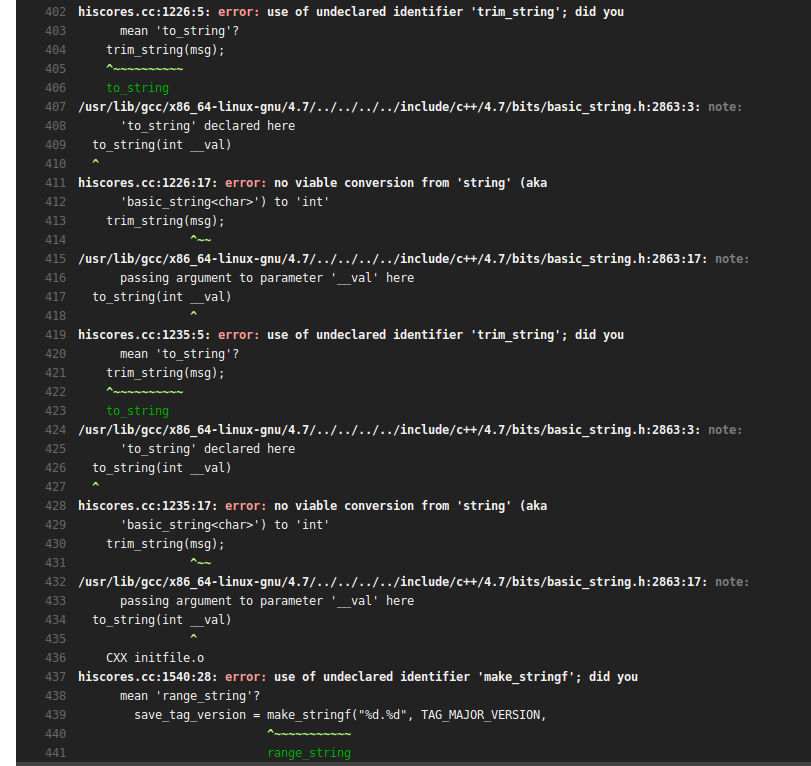 402 hiscores.cc:1226:5: error: use of undeclared identifier 'trim_string'; did you
403 mean 'to_string'?
404 trim_string(msg);
405 ^~~~~~~~~~~
406 to_string
407 /usr/lib/gcc/x86_64-linux-gnu/4.7/../../../../include/c++/4.7/bits/basic_string.h:2863:3: note:
408 'to_string' declared here
409 to_string(int __val)
410 ^
411 hiscores.cc:1226:17: error: no viable conversion from 'string' (aka
412 'basic_string<char>') to 'int'
413 trim_string(msg);
414 ^~~
415 /usr/lib/gcc/x86_64-linux-gnu/4.7/../../../../include/c++/4.7/bits/basic_string.h:2863:17: note:
416 passing argument to parameter '__val' here
417 to_string(int __val)
418 ^
419 hiscores.cc:1235:5: error: use of undeclared identifier 'trim_string'; did you
420 mean 'to_string'?
421 trim_string(msg);
422 ^~~~~~~~~~~
423 to_string
424 /usr/lib/gcc/x86_64-linux-gnu/4.7/../../../../include/c++/4.7/bits/basic_string.h:2863:3: note:
425 'to_string' declared here
426 to_string(int __val)
427 ^
428 hiscores.cc:1235:17: error: no viable conversion from 'string' (aka
429 'basic_string<char>') to 'int'
430 trim_string(msg);
431 ^~~
432 /usr/lib/gcc/x86_64-linux-gnu/4.7/../../../../include/c++/4.7/bits/basic_string.h:2863:17: note:
433 passing argument to parameter '__val' here
434 to_string(int __val)
435 ^
436 CXX initfile.o
437 hiscores.cc:1540:28: error: use of undeclared identifier 'make_stringf'; did you
438 mean 'range_string'?
439 save_tag_version = make_stringf("%d.%d", TAG_MAJOR_VERSION,
440 ^~~~~~~~~~~~
441 range_string